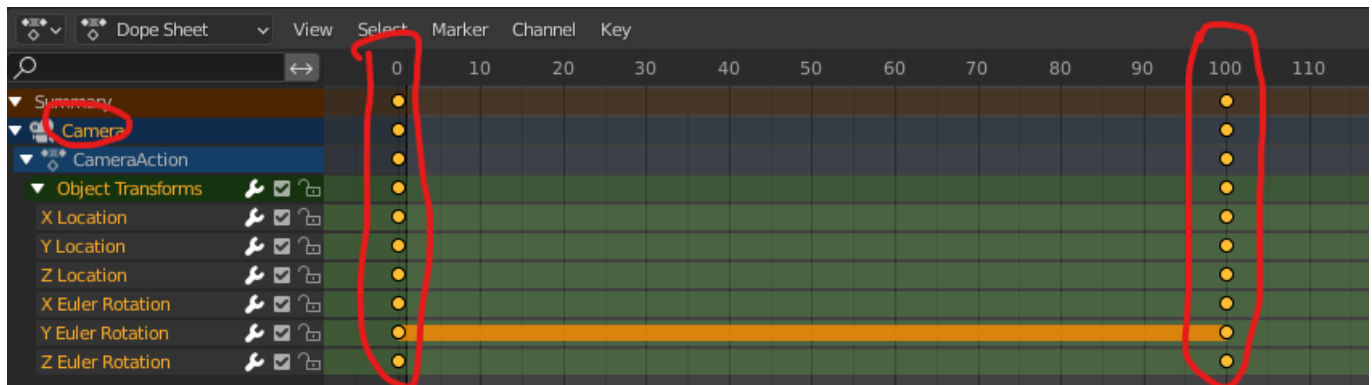 Dope Sheet View Select Marker Channel Key
0 10 20 30 40 50 60 70 80 90 100 110
Summary
Camera
CameraAction
Object Transforms
X Location
Y Location
Z Location
X Euler Rotation
Y Euler Rotation
Z Euler Rotation